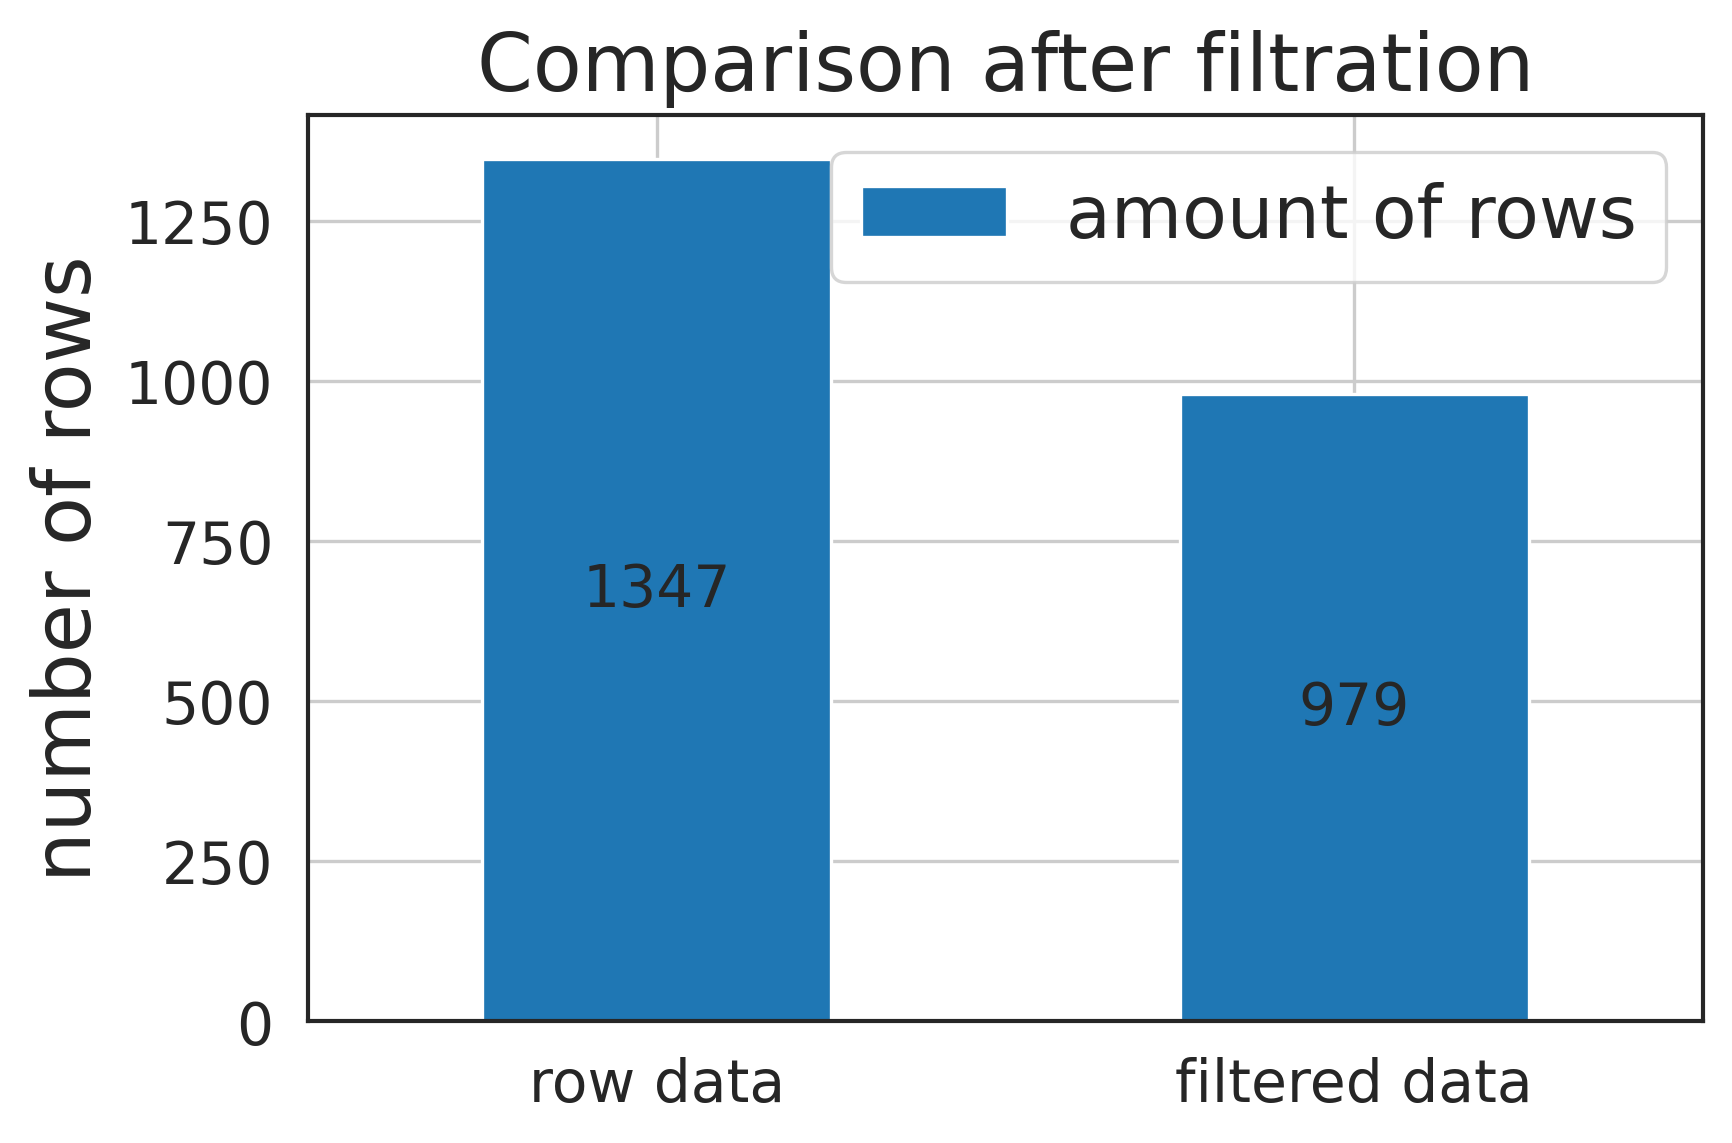 Comparison after filtration
number of rows
1250
1000
750
500
250
0
amount of rows
1347
979
row data
filtered data